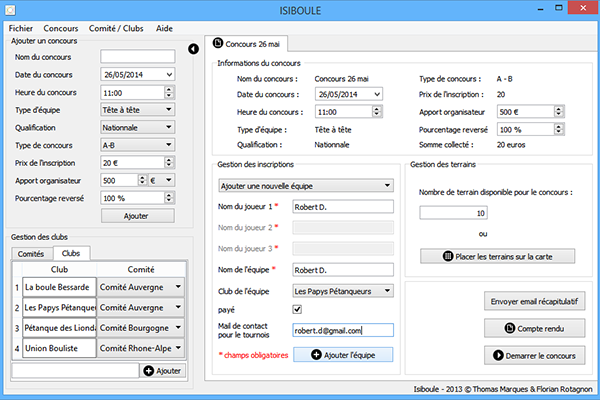 ISIBOULE
Fichier Concours Comité / Clubs Aide
Ajouter un concours
Nom du concours
Date du concours 26/05/2014
Heure du concours 11:00
Type d'équipe Tête à tête
Qualification Nationnale
Type de concours A-B
Prix de l'inscription 20 €
Apport organisateur 500 €
Pourcentage reversé 100 %
Ajouter
Gestion des clubs
Comités Clubs
Club Comité
1 La boule Bessarde Comité Auvergne
2 Les Papys Pétanqueu Comité Auvergne
3 Pétanque des Lionda Comité Bourgogne
4 Union Bouliste Comité Rhone-Alpe
Ajouter
Concours 26 mai
Informations du concours
Nom du concours : Concours 26 mai Type de concours : A - B
Date du concours : 26/05/2014 Prix de l'inscription : 20
Heure du concours : 11:00 Apport organisateur 500 €
Type d'équipe : Tête à tête Pourcentage reversé 100 %
Qualification : Nationnale Somme collecté : 20 euros
Gestion des inscriptions
Ajouter une nouvelle équipe
Nom du joueur 1 * Robert D.
Nom du joueur 2 *
Nom du joueur 3 *
Nom de l'équipe * Robert D.
Club de l'équipe Les Papys Pétanqueurs
payé
Mail de contact
pour le tournois robert.d@gmail.com
* champs obligatoires Ajouter l'équipe
Gestion des terrains
Nombre de terrain disponible pour le concours :
10
ou
Placer les terrains sur la carte
Envoyer email récapitulatif
Compte rendu
Demarrer le concours
Isiboule - 2013 © Thomas Marques & Florian Rotagnon